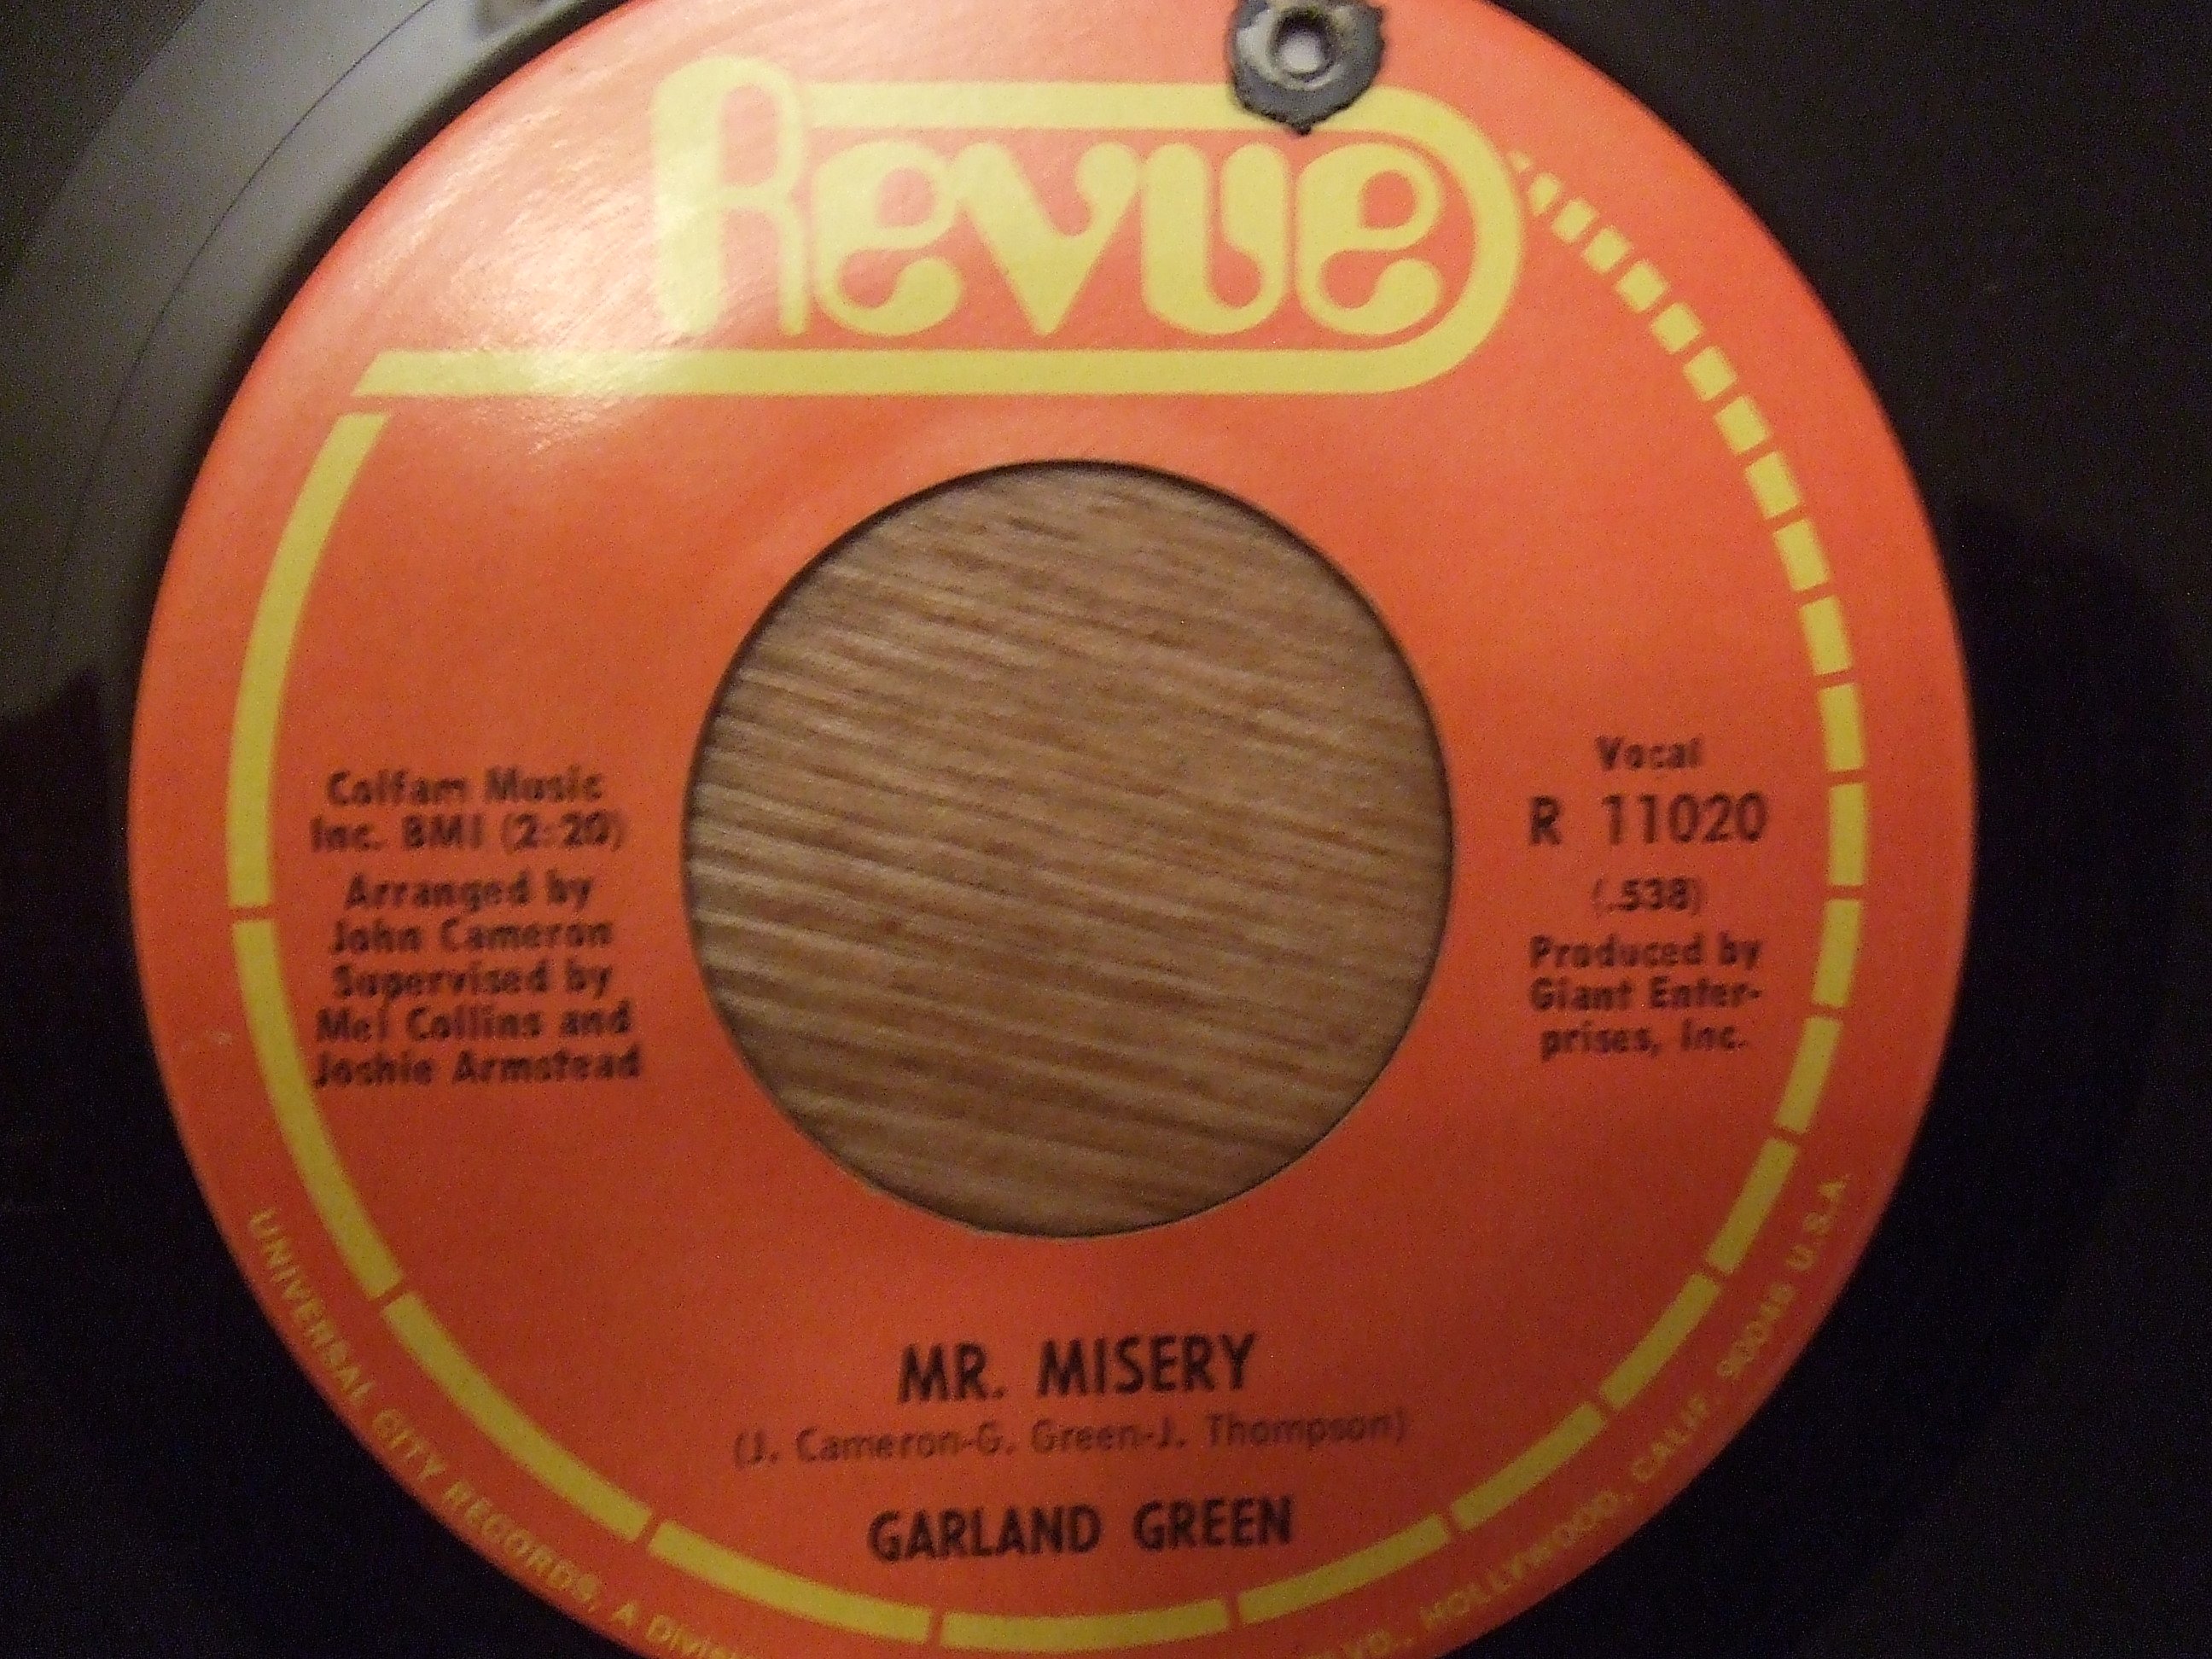 Revue
Colfam Music
Inc. BMI (2:20)
Arranged by
John Cameron
Supervised by
Mel Collins and
Joshie Armstead
Vocal
R 11020
(.538)
Produced by
Giant Enter-
prises, Inc.
MR. MISERY
(J. Cameron-G. Green-J. Thompson)
GARLAND GREEN
UNIVERSAL CITY RECORDS, A HOLLYWOOD, CALIF. 90046 U.S.A.